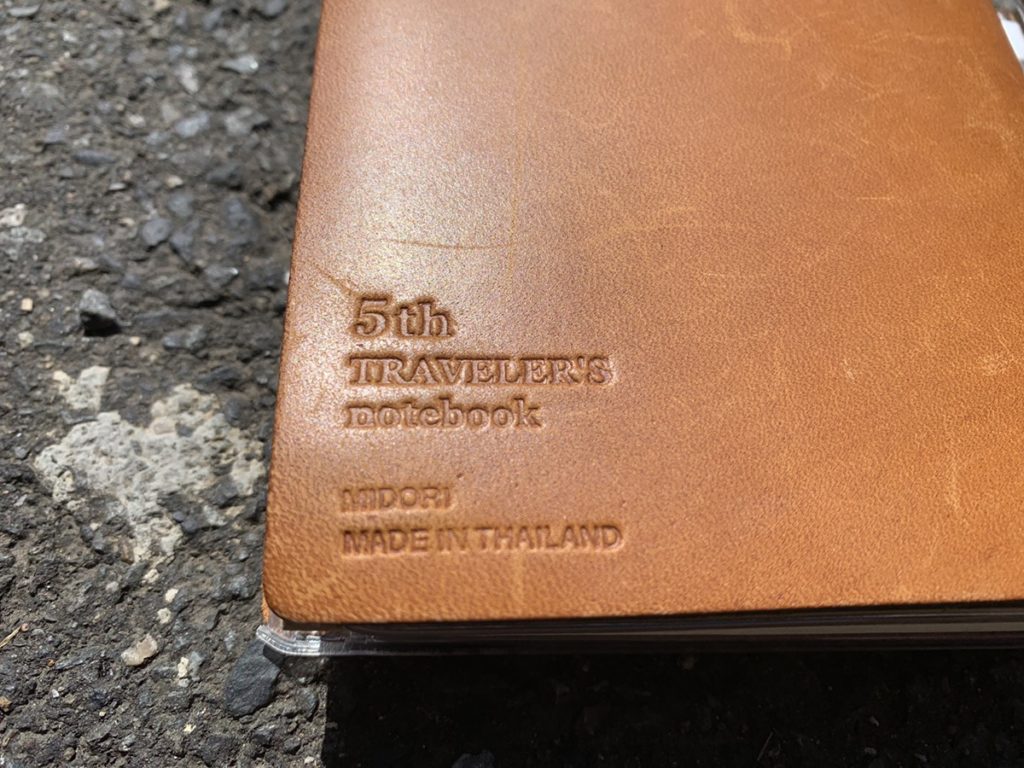 5th
TRAVELER'S
notebook
MIDORI
MADE IN THAILAND